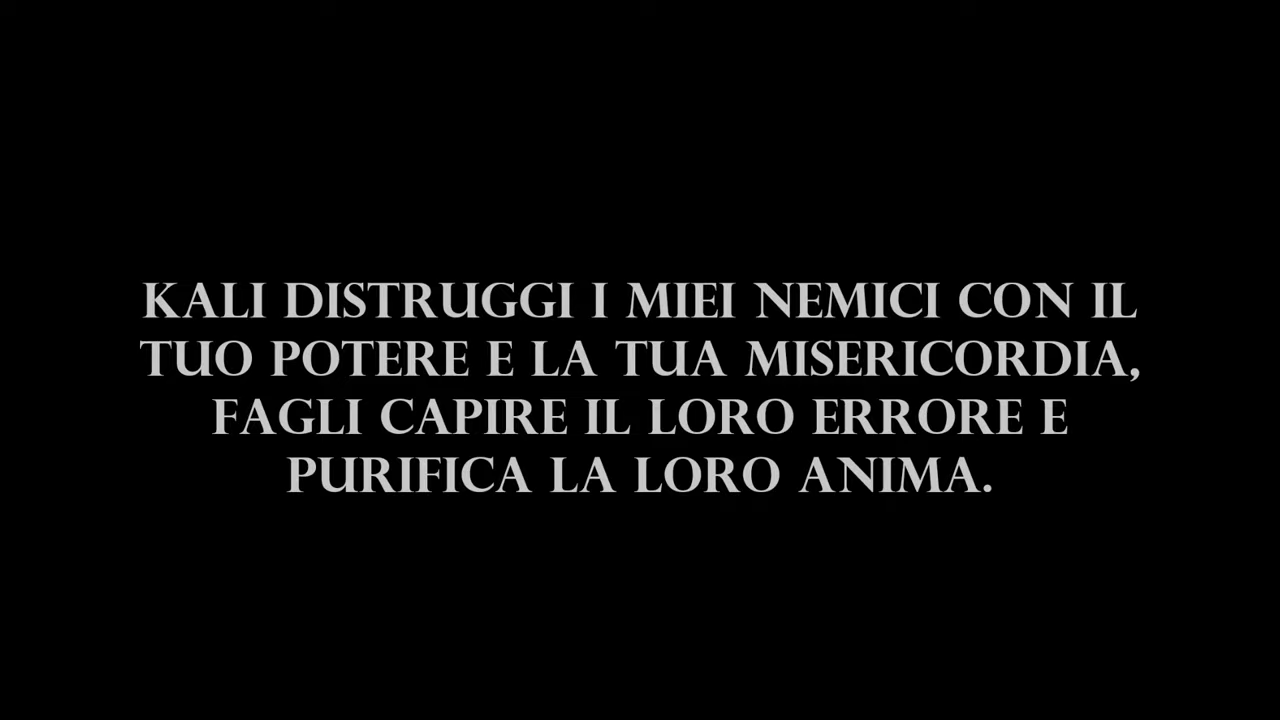 KALI DISTRUGGI I MIEI NEMICI CON IL
TUO POTERE E LA TUA MISERICORDIA,
FAGLI CAPIRE IL LORO ERRORE E
PURIFICA LA LORO ANIMA.